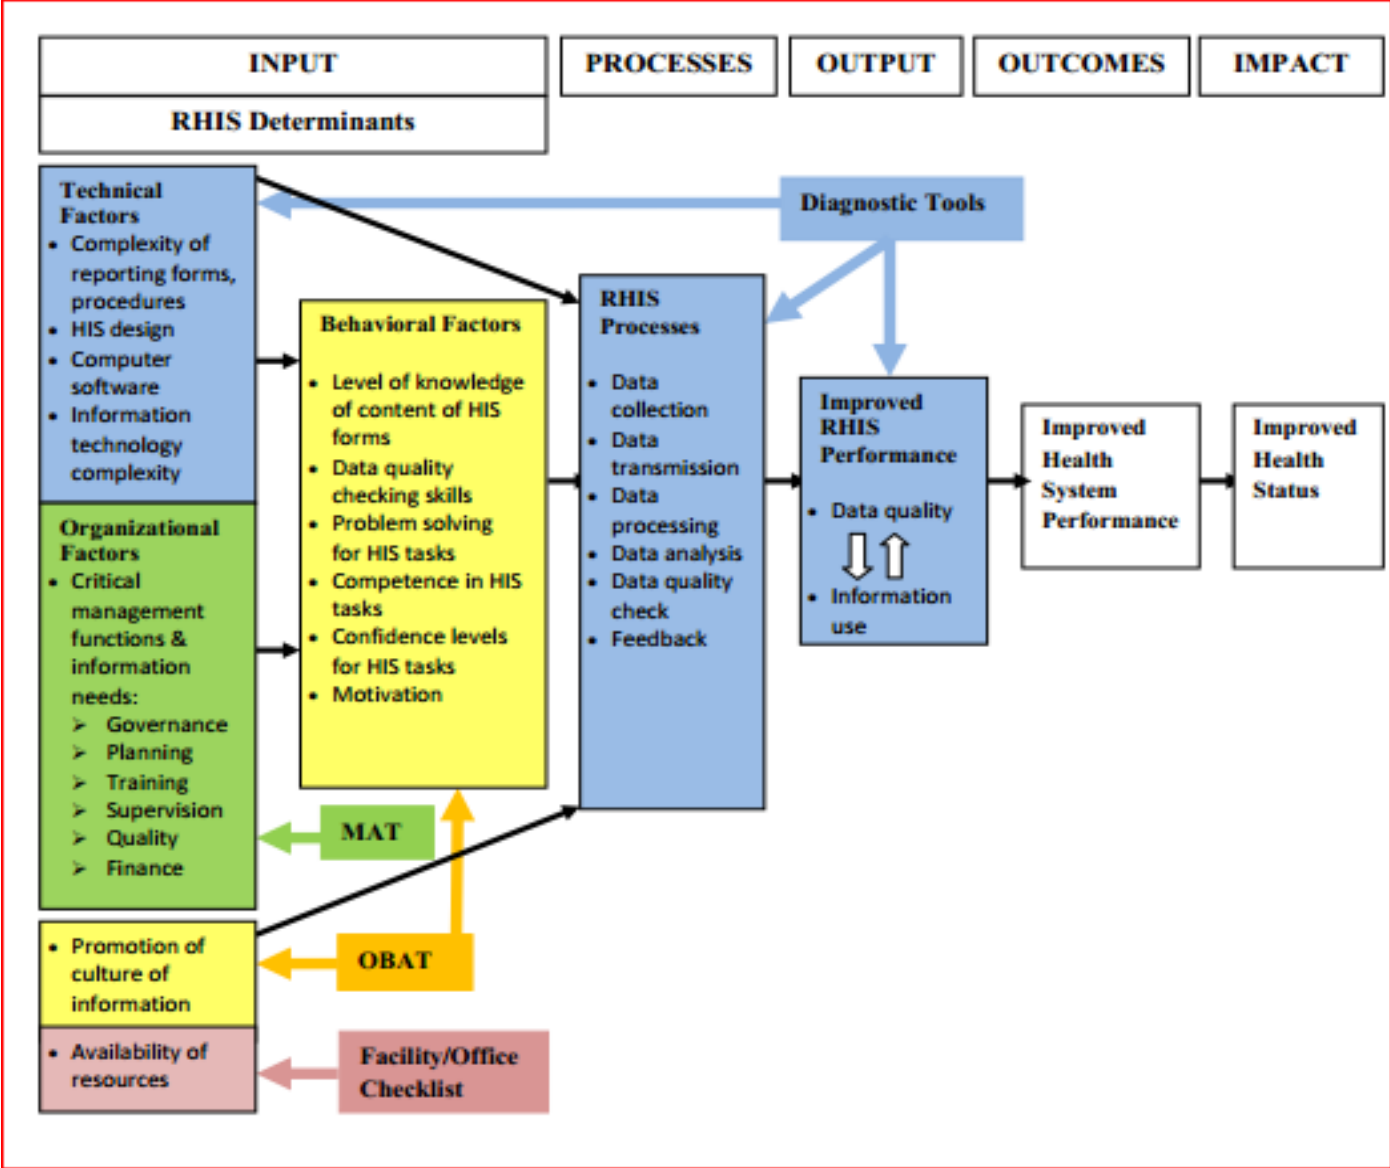 INPUT
PROCESSES
OUTPUT
OUTCOMES
IMPACT
RHIS Determinants
Technical
Factors
• Complexity of
reporting forms,
procedures
• HIS design
• Computer
software
• Information
technology
complexity
Organizational
Factors
• Critical
management
functions &
information
needs:
➢ Governance
➢ Planning
➢ Training
➢ Supervision
➢ Quality
➢ Finance
• Promotion of
culture of
information
• Availability of
resources
Behavioral Factors
• Level of knowledge
of content of HIS
forms
• Data quality
checking skills
• Problem solving
for HIS tasks
• Competence in HIS
tasks
• Confidence levels
for HIS tasks
• Motivation
MAT
OBAT
Facility/Office
Checklist
Diagnostic Tools
RHIS
Processes
• Data
collection
• Data
transmission
• Data
processing
• Data analysis
• Data quality
check
• Feedback
Improved
RHIS
Performance
• Data quality
• Information
use
Improved
Health
System
Performance
Improved
Health
Status